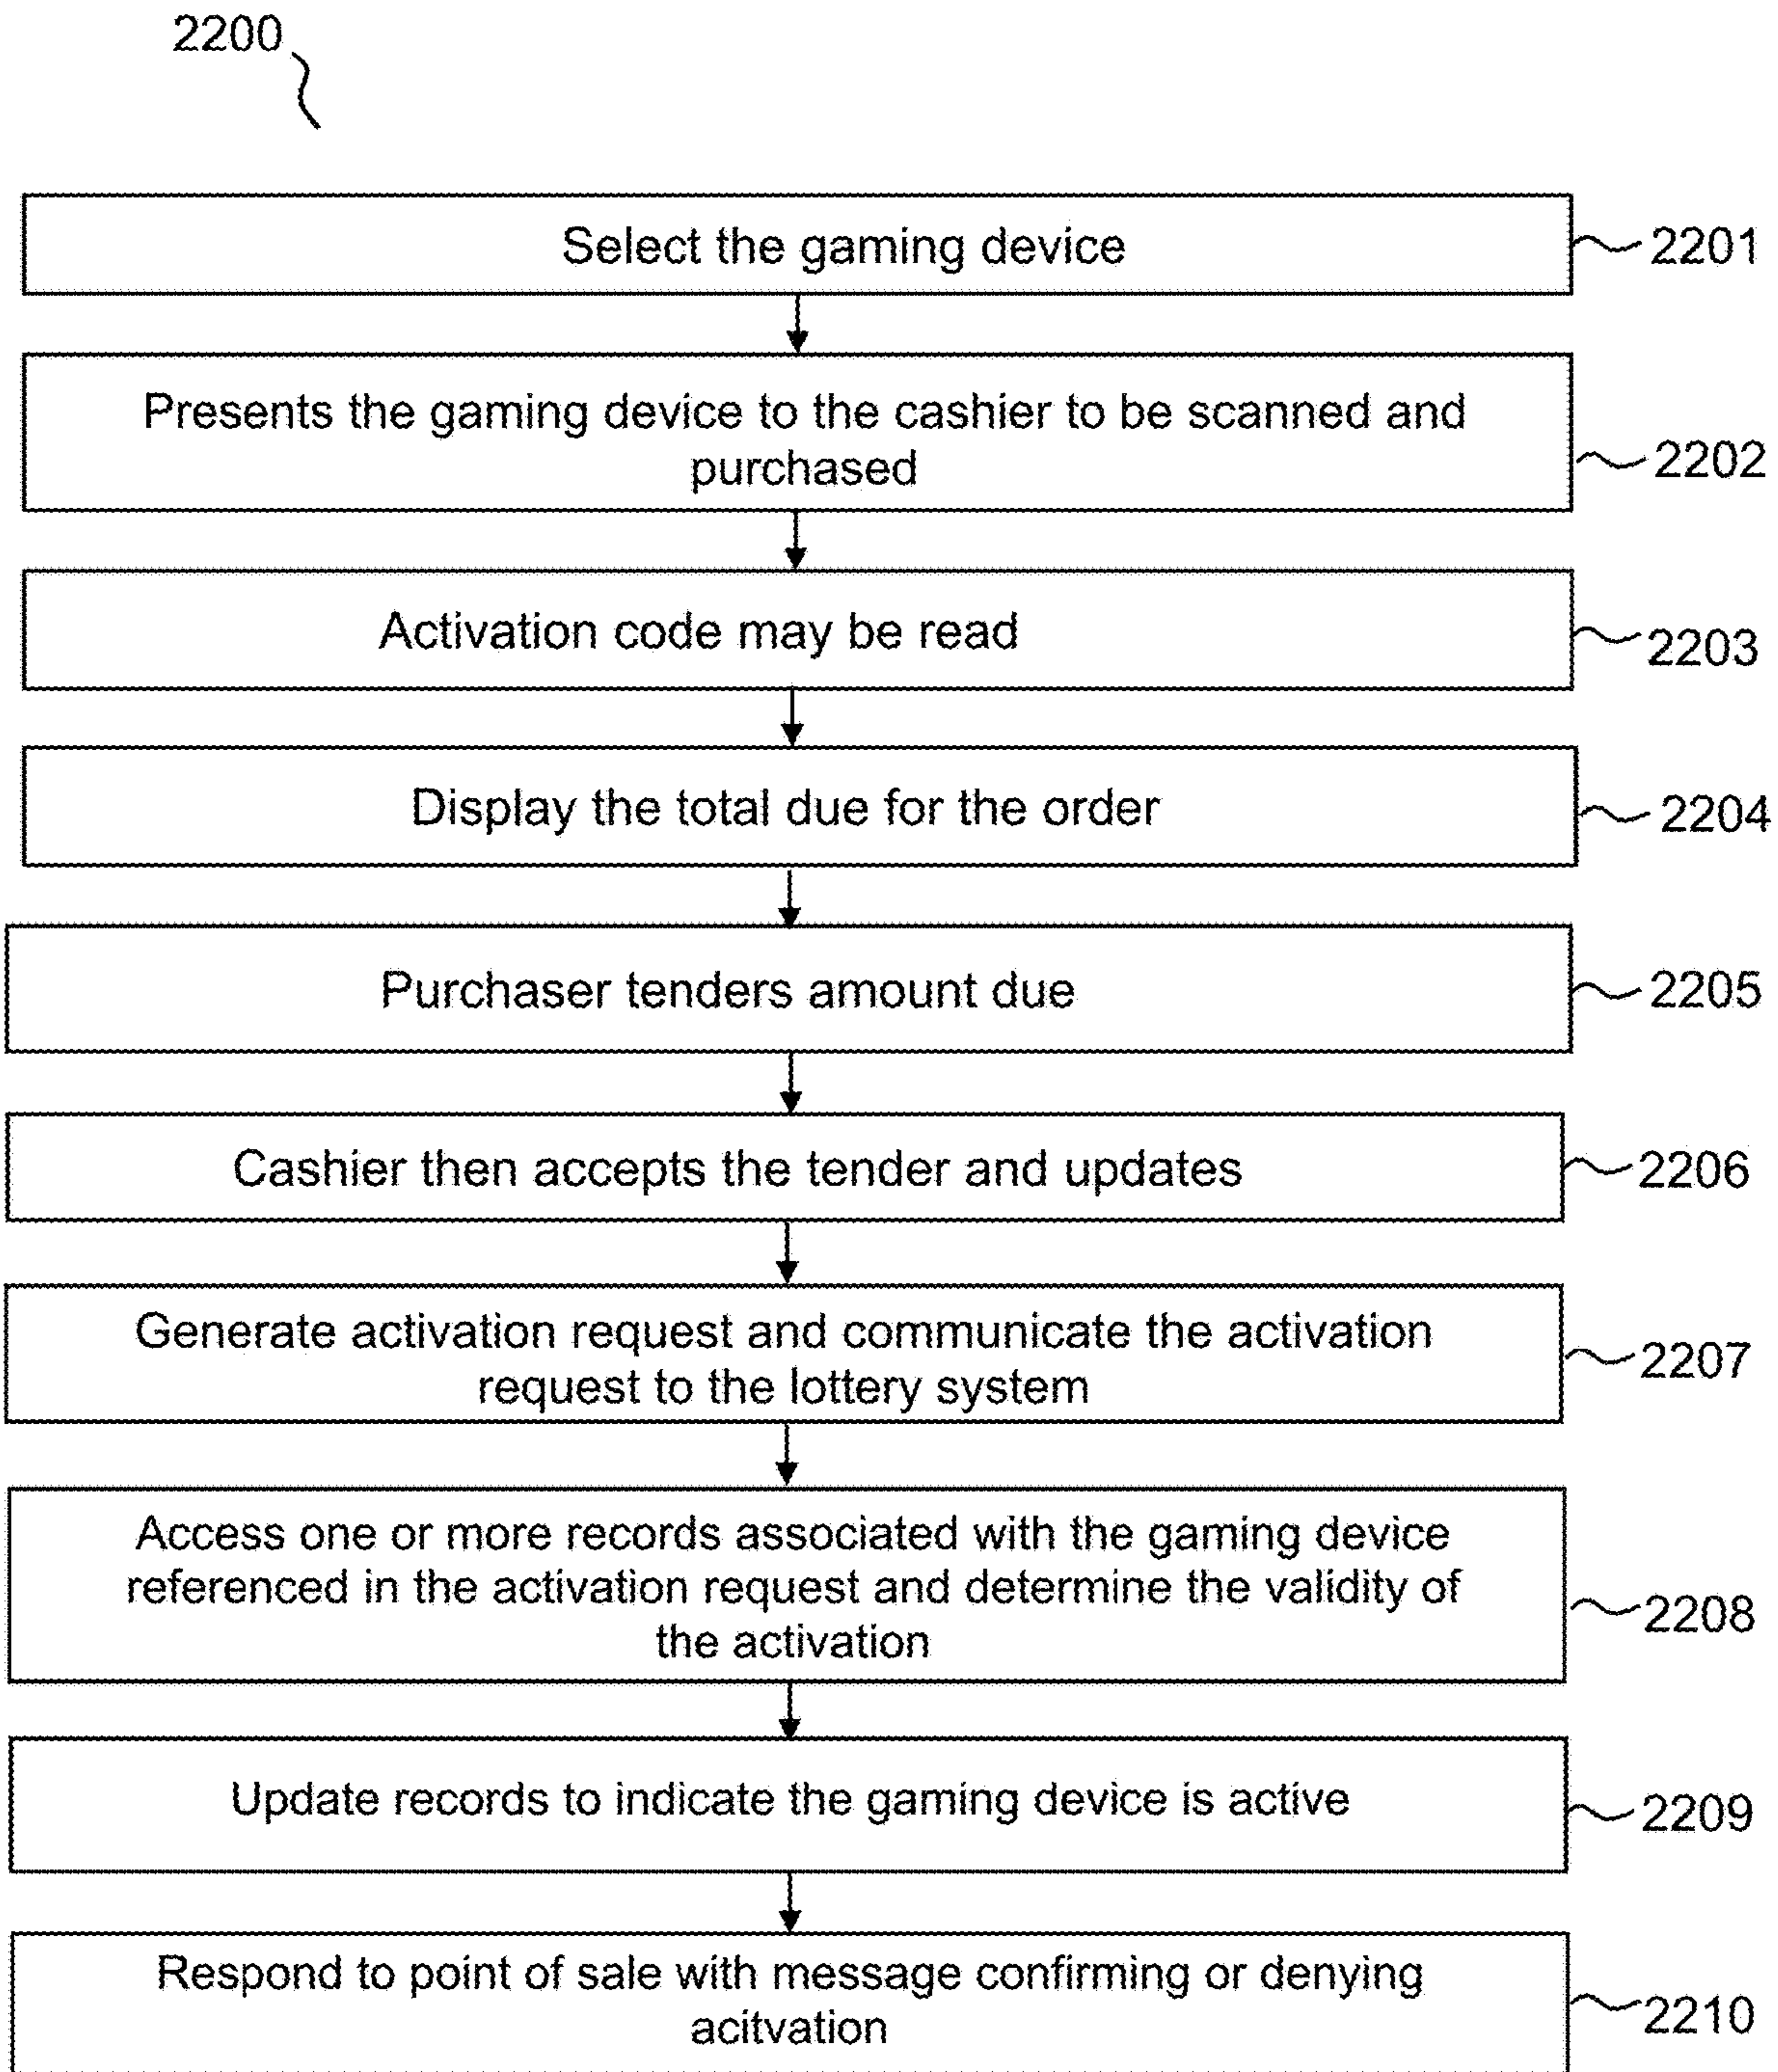 2200
Select the gaming device
2201
Presents the gaming device to the cashier to be scanned and
purchased
2202
Activation code may be read
2203
Display the total due for the order
2204
Purchaser tenders amount due
2205
Cashier then accepts the tender and updates
2206
Generate activation request and communicate the activation
request to the lottery system
2207
Access one or more records associated with the gaming device
referenced in the activation request and determine the validity of
the activation
2208
Update records to indicate the gaming device is active
2209
Respond to point of sale with message confirming or denying
acitvation
2210